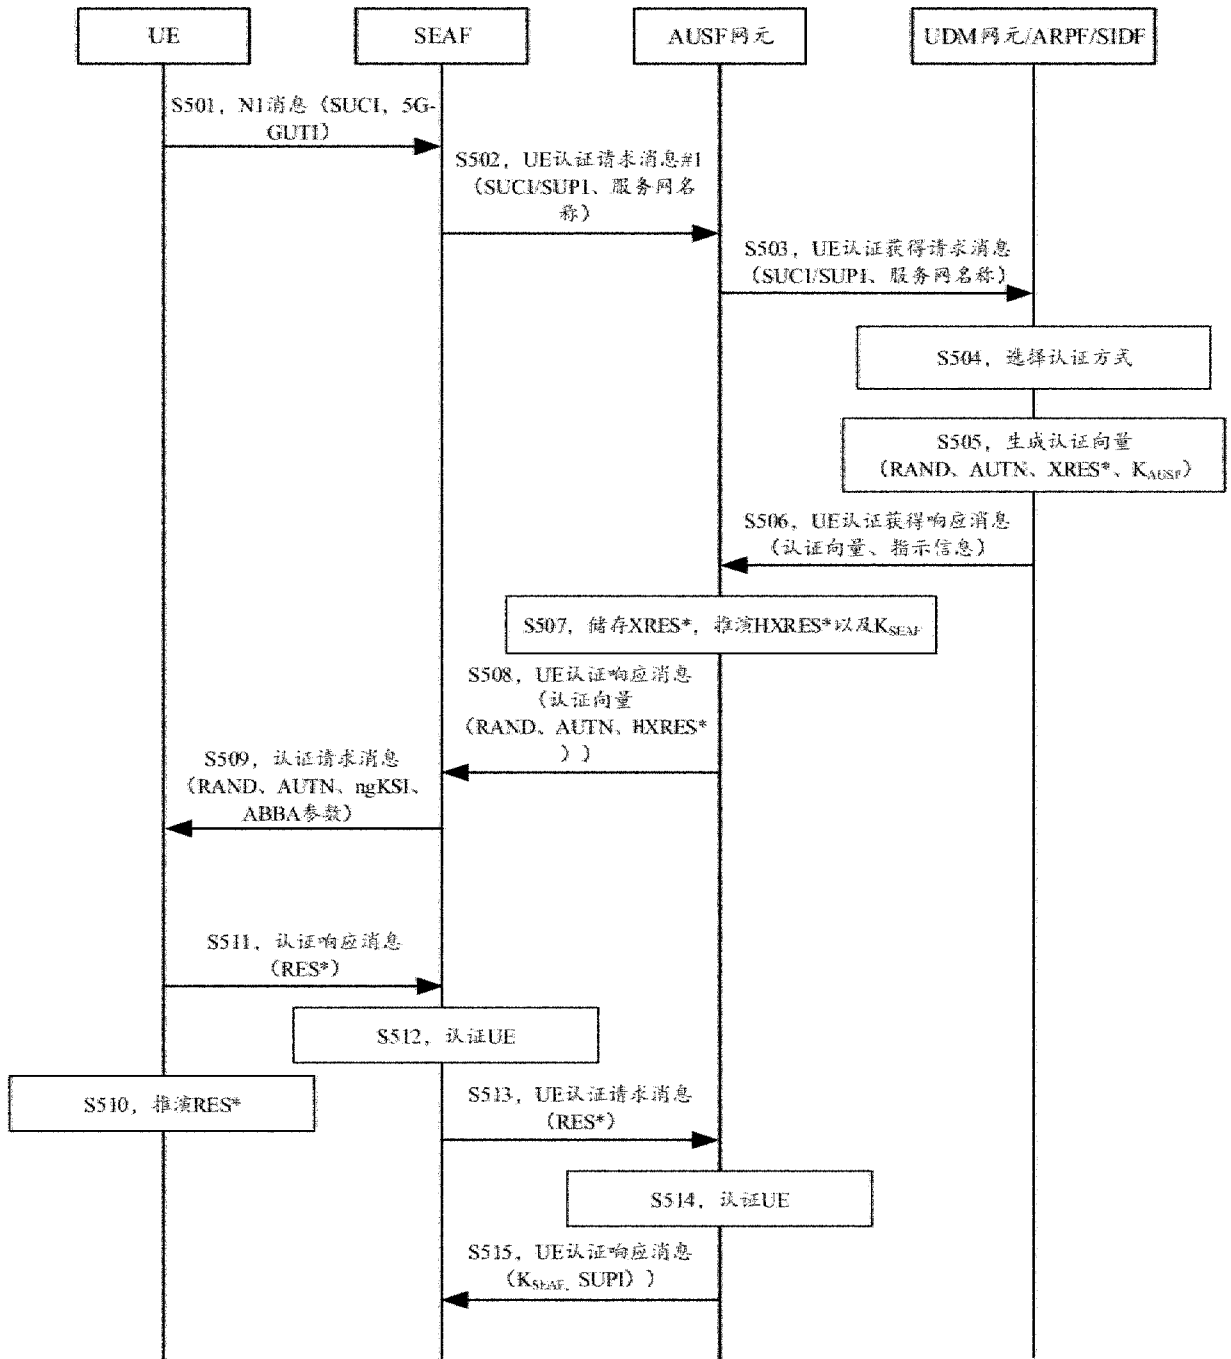 UE
SEAF
AUSF网元
UDM网元/ARPF/SIDF
S501，N1消息（SUCI，5G-
GUTI）
S502，UE认证请求消息#1
（SUCI/SUPI、服务网名
称）
S503，UE认证获得请求消息
（SUCI/SUPI、服务网名称）
S504，选择认证方式
S505，生成认证向量
（RAND、AUTN、XRES*、KAUSF）
S506，UE认证获得响应消息
（认证向量、指示信息）
S507，储存XRES*，推演HXRES*以及KSEAF
S508，UE认证响应消息
（认证向量
（RAND、AUTN、HXRES*
））
S509，认证请求消息
（RAND、AUTN、ngKSI、
ABBA参数）
S511，认证响应消息
（RES*）
S512，认证UE
S510，推演RES*
S513，UE认证请求消息
（RES*）
S514，认证UE
S515，UE认证响应消息
（KSEAF，SUPI））